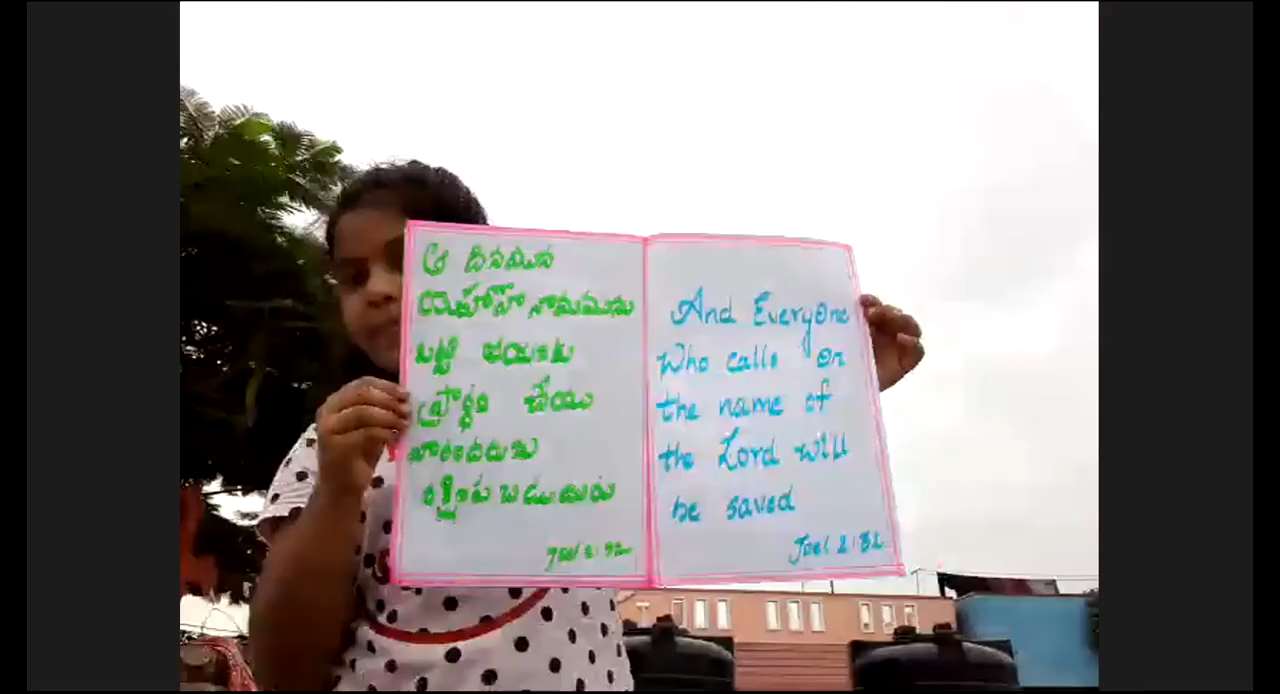 ఆ దినమున
యెహోవా నామమును
బట్టి ఆయనకు
ప్రార్థన చేయు
వారందరును
రక్షింప బడుదురు
Joel 2:32
And Everyone
Who calls on
the name of
the Lord will
be saved
Joel 2:32